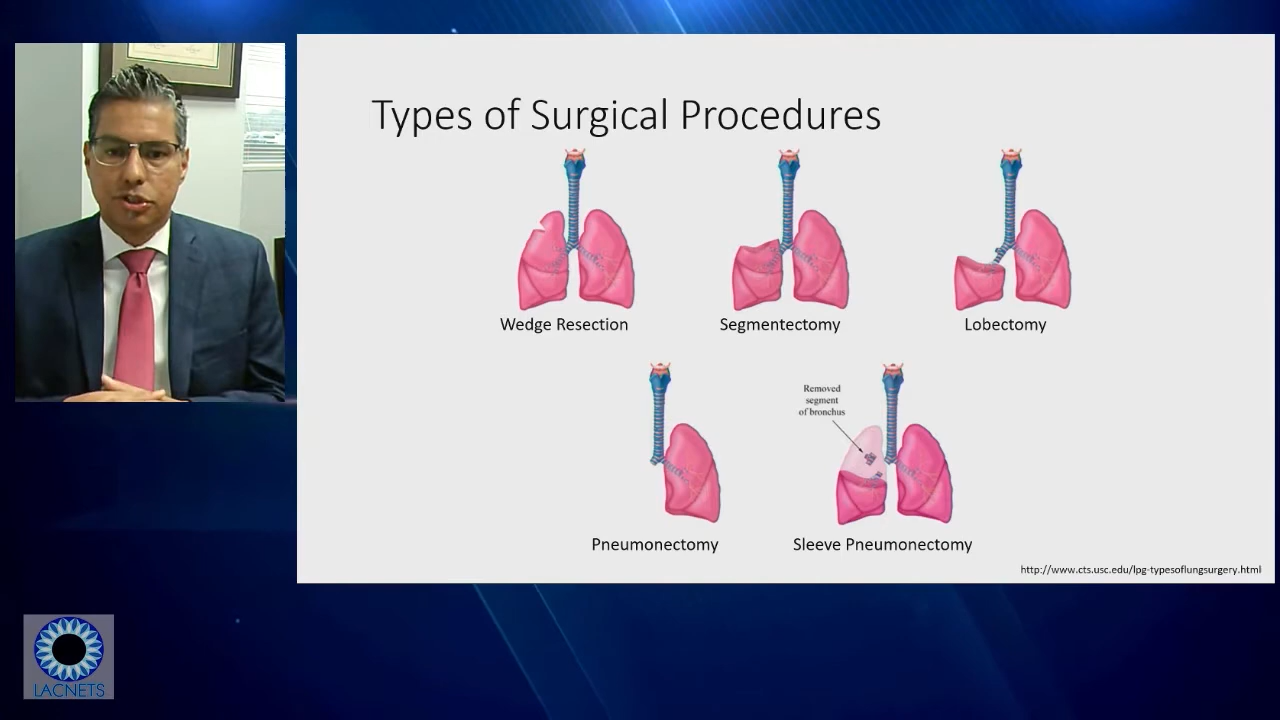 Types of Surgical Procedures
Wedge Resection
Segmentectomy
Lobectomy
Removed
segment
of bronchus
Pneumonectomy
Sleeve Pneumonectomy
http://www.cts.usc.edu/lpg-typesoflungsurgery.html
LACNETS